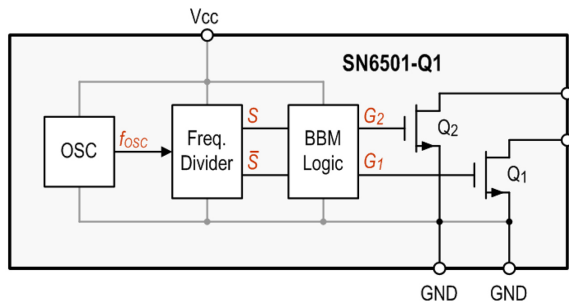 Vcc
SN6501-Q1
OSC
fOSC
Freq.
Divider
S
S̅
BBM
Logic
G2
G1
Q2
Q1
GND
GND